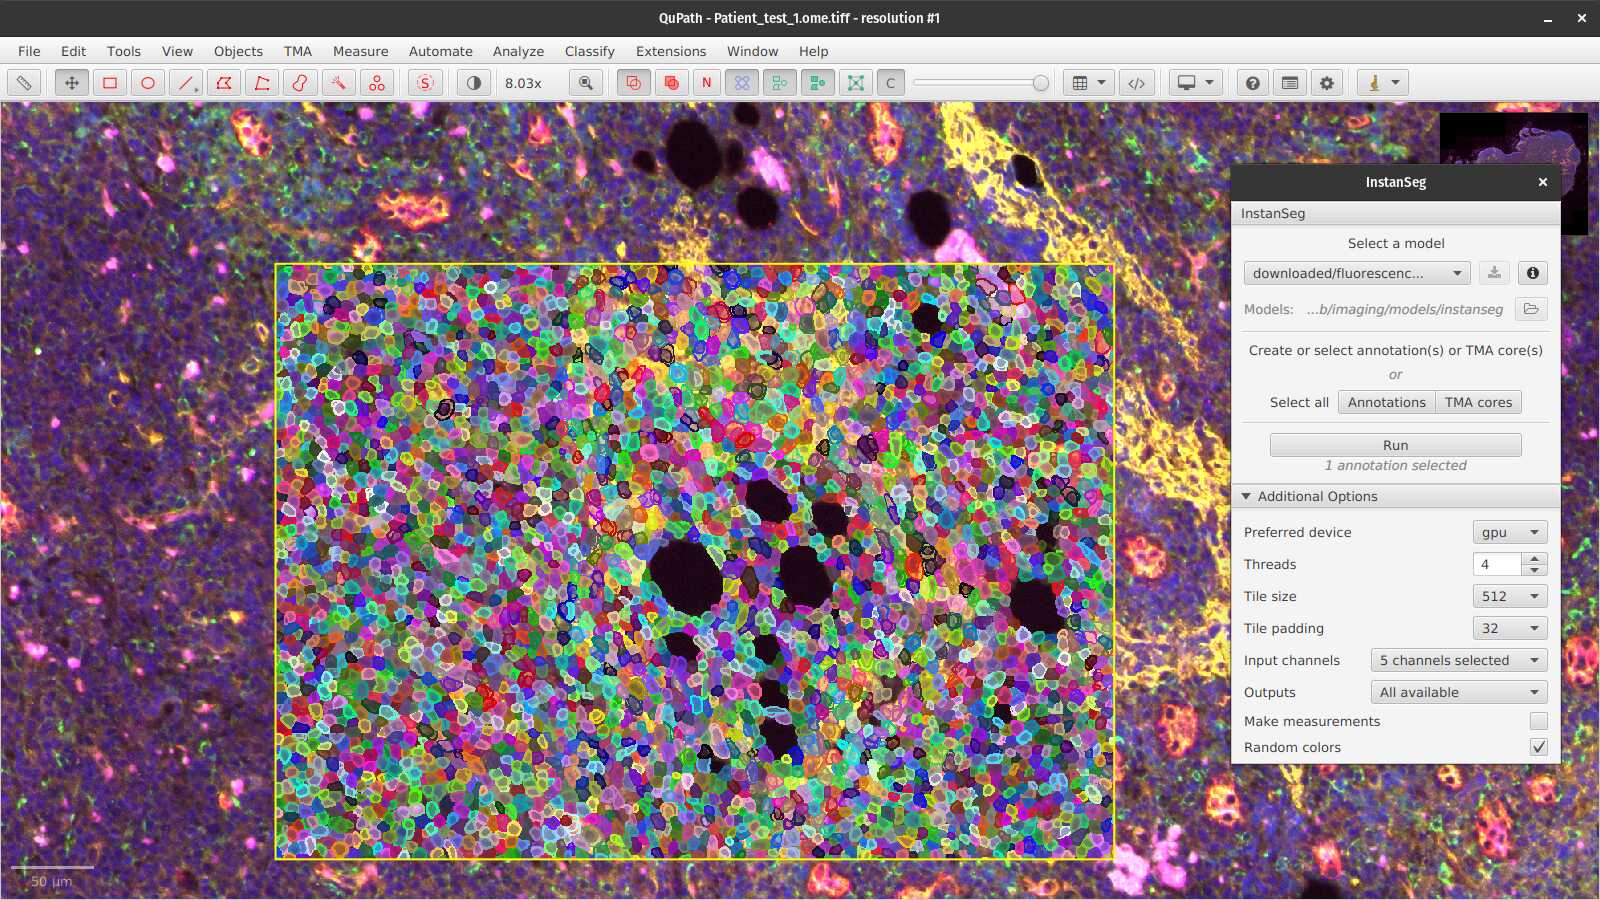 QuPath - Patient_test_1.ome.tiff - resolution #1
File Edit Tools View Objects TMA Measure Automate Analyze Classify Extensions Window Help
S 8.03x N C
InstanSeg
InstanSeg
Select a model
downloaded/fluorescenc...
Models: ...b/imaging/models/instanseg
Create or select annotation(s) or TMA core(s)
or
Select all Annotations TMA cores
Run
1 annotation selected
Additional Options
Preferred device gpu
Threads 4
Tile size 512
Tile padding 32
Input channels 5 channels selected
Outputs All available
Make measurements
Random colors
50 µm